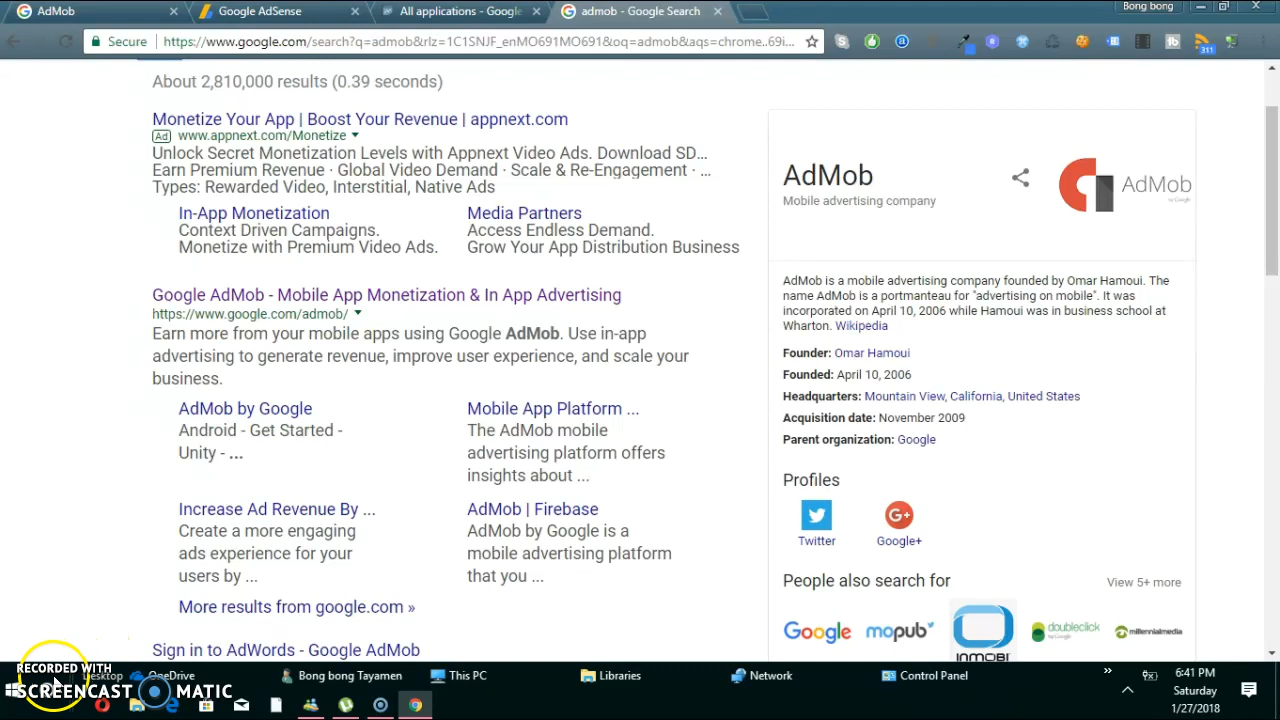 AdMob
Google AdSense
All applications - Google
admob - Google Search
Bong bong
Secure
https://www.google.com/search?q=admob&rlz=1C1SNJF_enMO691MO691&oq=admob&aqs=chrome..69i...
311
About 2,810,000 results (0.39 seconds)
Monetize Your App | Boost Your Revenue | appnext.com
Ad www.appnext.com/Monetize
Unlock Secret Monetization Levels with Appnext Video Ads. Download SD...
Earn Premium Revenue · Global Video Demand · Scale & Re-Engagement · ...
Types: Rewarded Video, Interstitial, Native Ads
In-App Monetization
Context Driven Campaigns.
Monetize with Premium Video Ads.
Media Partners
Access Endless Demand.
Grow Your App Distribution Business
Google AdMob - Mobile App Monetization & In App Advertising
https://www.google.com/admob/
Earn more from your mobile apps using Google AdMob. Use in-app
advertising to generate revenue, improve user experience, and scale your
business.
AdMob by Google
Android - Get Started -
Unity - ...
Mobile App Platform ...
The AdMob mobile
advertising platform offers
insights about ...
Increase Ad Revenue By ...
Create a more engaging
ads experience for your
users by ...
AdMob | Firebase
AdMob by Google is a
mobile advertising platform
that you ...
More results from google.com »
Sign in to AdWords - Google AdMob
AdMob
Mobile advertising company
AdMob
by Google
AdMob is a mobile advertising company founded by Omar Hamoui. The
name AdMob is a portmanteau for "advertising on mobile". It was
incorporated on April 10, 2006 while Hamoui was in business school at
Wharton. Wikipedia
Founder: Omar Hamoui
Founded: April 10, 2006
Headquarters: Mountain View, California, United States
Acquisition date: November 2009
Parent organization: Google
Profiles
Twitter
Google+
People also search for
View 5+ more
Google
mopub
INMOBI
doubleclick
by Google
millennialmedia
RECORDED WITH
SCREENCAST MATIC
Desktop
OneDrive
Bong bong Tayamen
This PC
Libraries
Network
Control Panel
»
6:41 PM
Saturday
1/27/2018